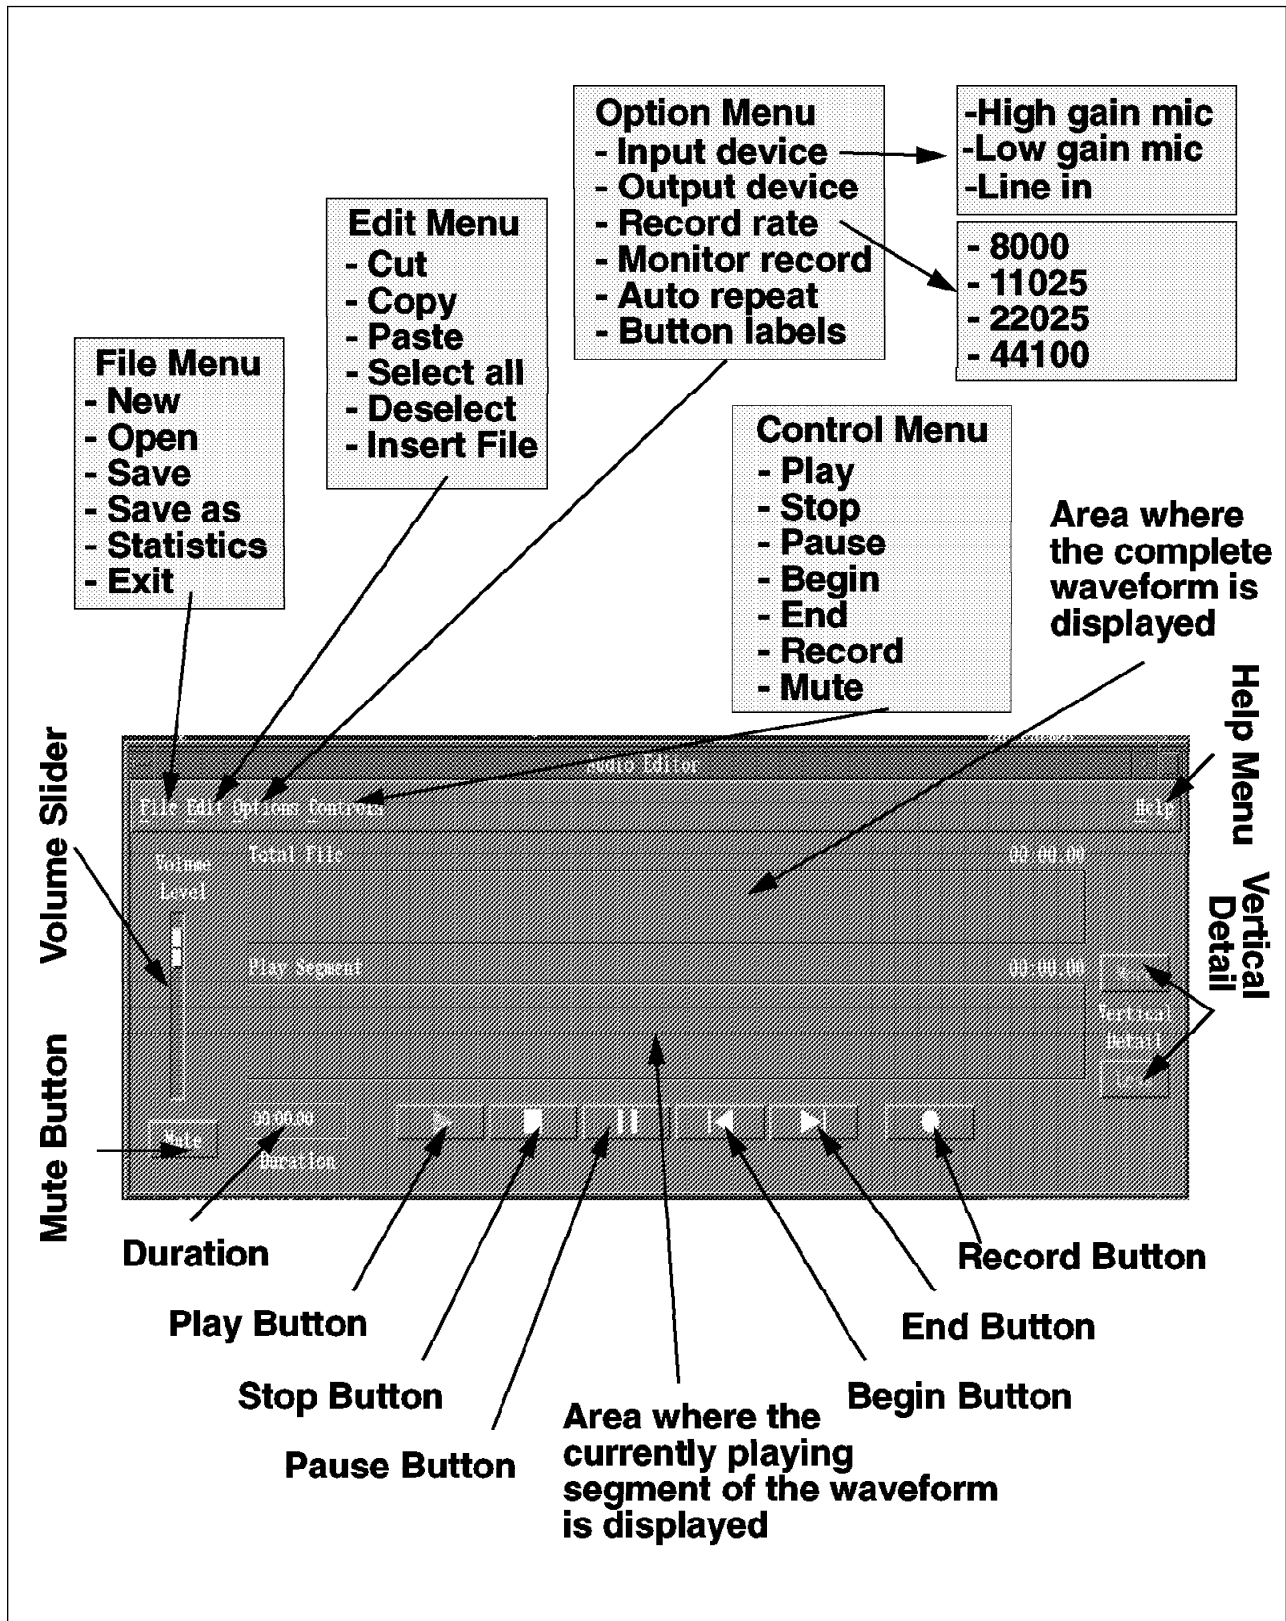 Option Menu
- Input device
- Output device
- Record rate
- Monitor record
- Auto repeat
- Button labels
-High gain mic
-Low gain mic
-Line in
- 8000
- 11025
- 22025
- 44100
Edit Menu
- Cut
- Copy
- Paste
- Select all
- Deselect
- Insert File
File Menu
- New
- Open
- Save
- Save as
- Statistics
- Exit
Control Menu
- Play
- Stop
- Pause
- Begin
- End
- Record
- Mute
Area where
the complete
waveform is
displayed
Help Menu
Vertical
Detail
Volume Slider
Mute Button
Audio Editor
File Edit Options Controls
Help
Volume
Level
Total File
00:00.00
Play Segment
00:00.00
Vertical
Detail
Mute
00:00.00
Duration
Duration
Play Button
Stop Button
Pause Button
Area where the
currently playing
segment of the waveform
is displayed
Begin Button
End Button
Record Button